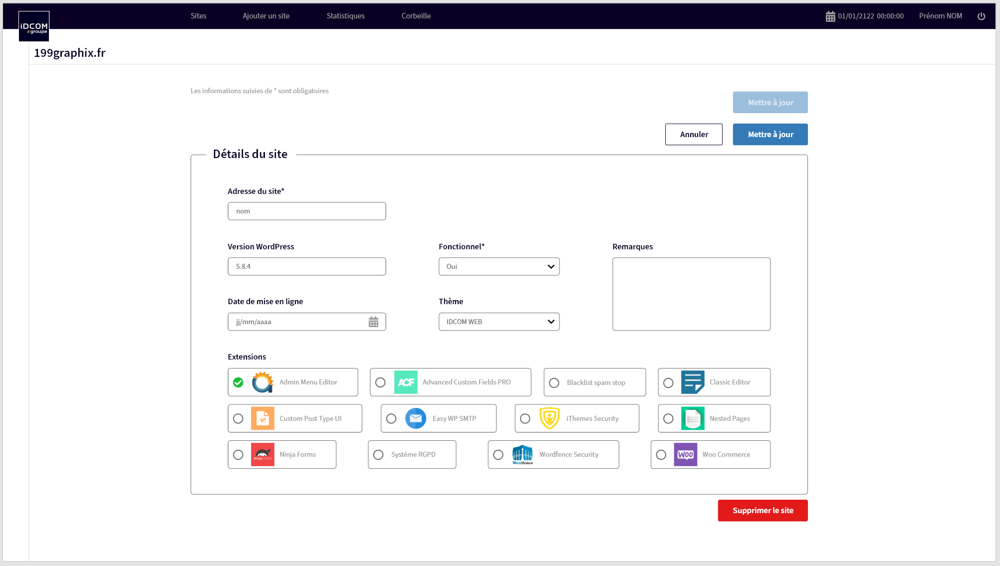 iDCOM
#groupe
Sites
Ajouter un site
Statistiques
Corbeille
01/01/2122 00:00:00
Prénom NOM
199graphix.fr
Les informations suivies de * sont obligatoires
Mettre à jour
Annuler
Mettre à jour
Détails du site
Adresse du site*
nom
Version WordPress
5.8.4
Fonctionnel*
Oui
Remarques
Date de mise en ligne
jj/mm/aaaa
Thème
IDCOM WEB
Extensions
Admin Menu Editor
ACF
Advanced Custom Fields PRO
Blacklist spam stop
Classic Editor
Custom Post Type UI
Easy WP SMTP
iThemes Security
Nested Pages
NINJA FORMS
Ninja Forms
Système RGPD
Wordfence
Wordfence Security
WOO
Woo Commerce
Supprimer le site